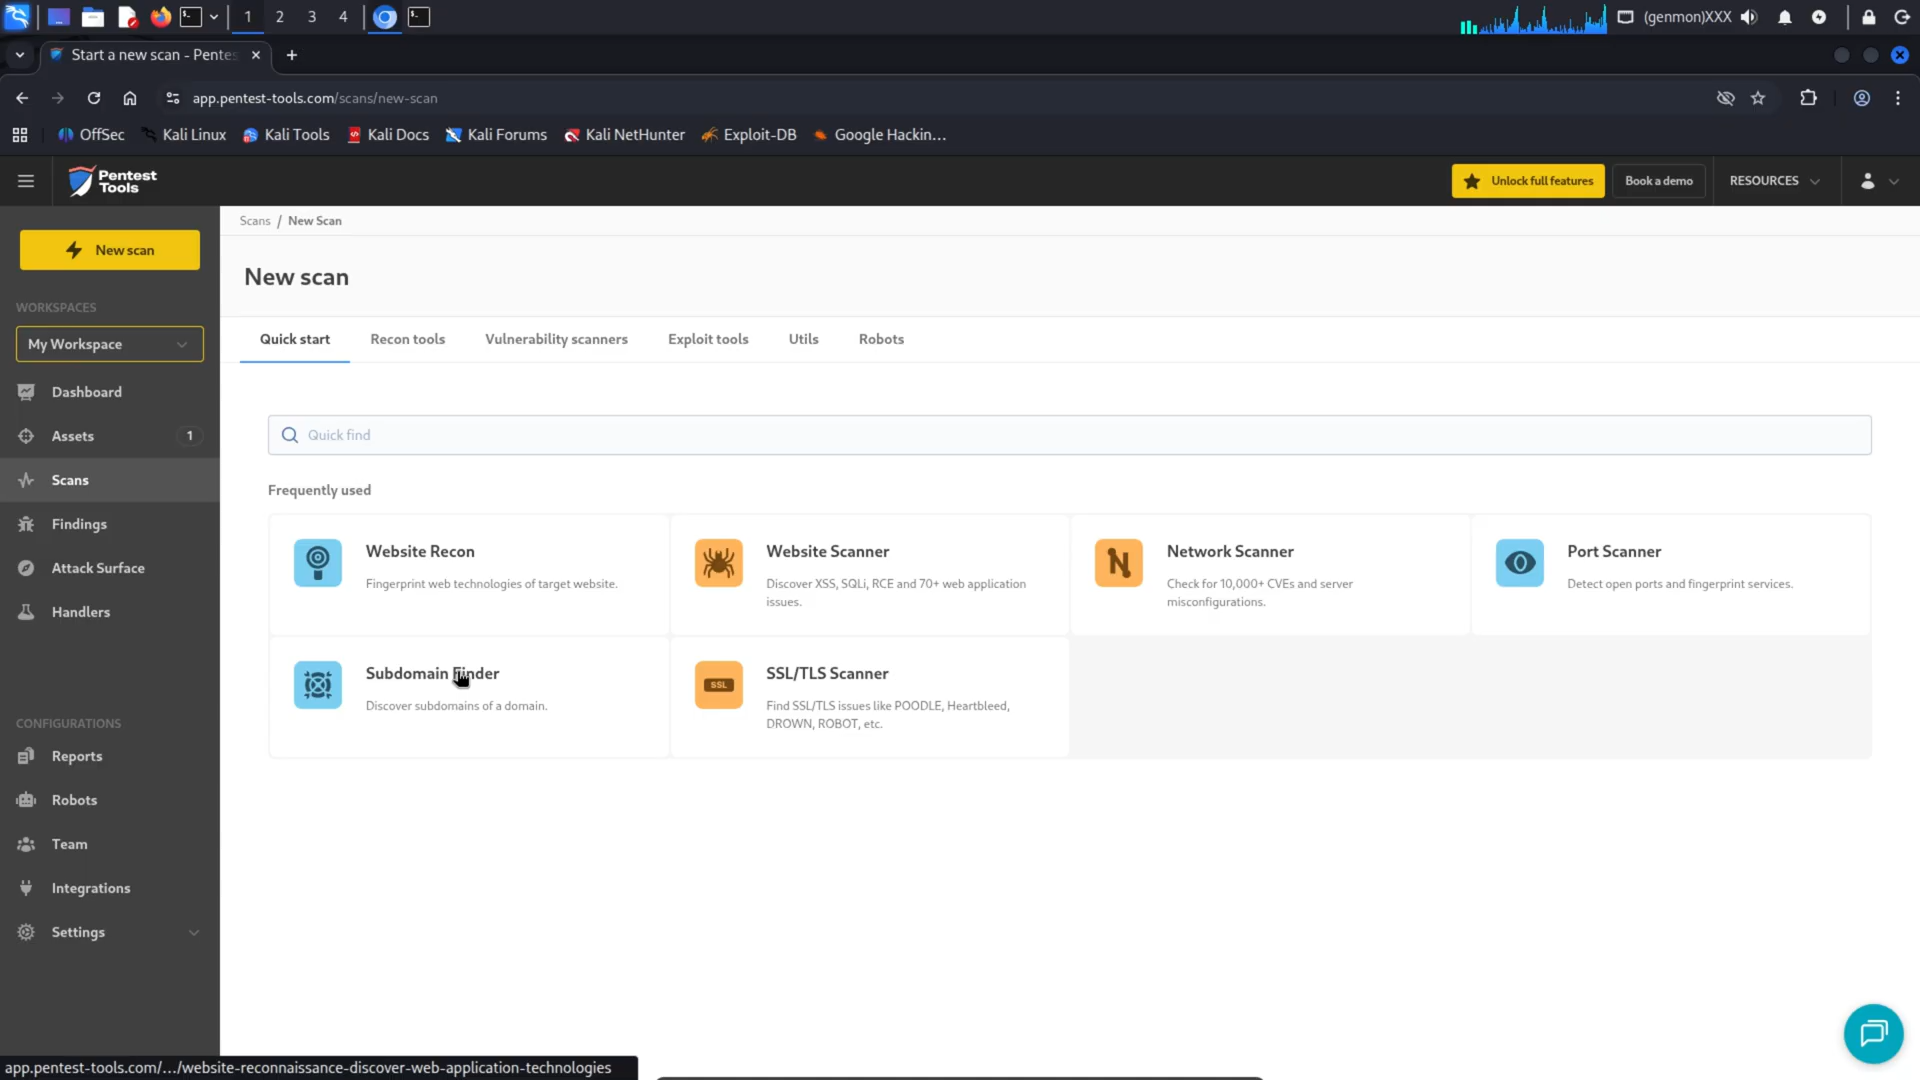 1
2
3
4
(genmon)XXX
Start a new scan - Pentes
app.pentest-tools.com/scans/new-scan
OffSec
Kali Linux
Kali Tools
Kali Docs
Kali Forums
Kali NetHunter
Exploit-DB
Google Hackin…
Pentest
Tools
Unlock full features
Book a demo
RESOURCES
New scan
WORKSPACES
My Workspace
Dashboard
Assets
1
Scans
Findings
Attack Surface
Handlers
CONFIGURATIONS
Reports
Robots
Team
Integrations
Settings
Scans / New Scan
New scan
Quick start
Recon tools
Vulnerability scanners
Exploit tools
Utils
Robots
Quick find
Frequently used
Website Recon
Fingerprint web technologies of target website.
Website Scanner
Discover XSS, SQLi, RCE and 70+ web application
issues.
N
Network Scanner
Check for 10,000+ CVEs and server
misconfigurations.
Port Scanner
Detect open ports and fingerprint services.
Subdomain Finder
Discover subdomains of a domain.
SSL
SSL/TLS Scanner
Find SSL/TLS issues like POODLE, Heartbleed,
DROWN, ROBOT, etc.
app.pentest-tools.com/.../website-reconnaissance-discover-web-application-technologies